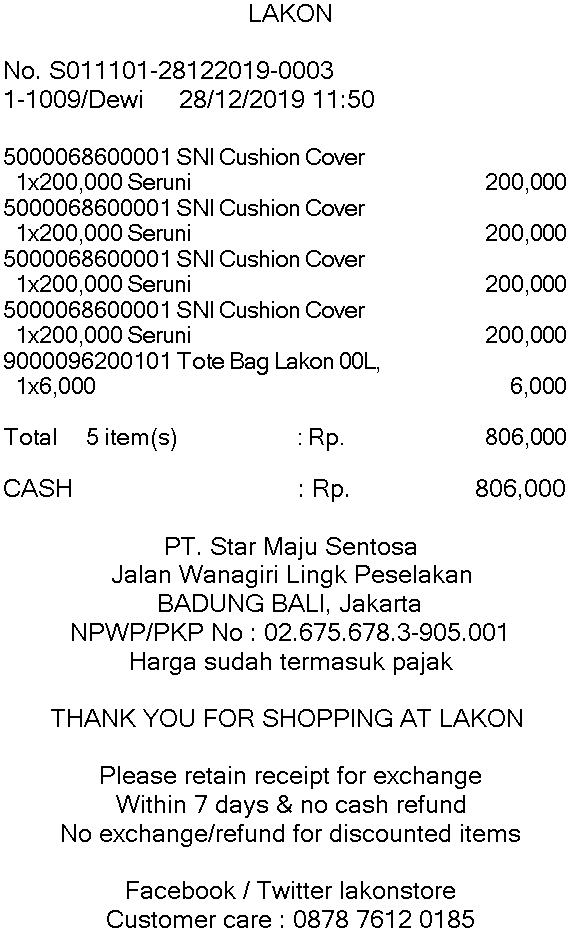 LAKON
No. S011101-28122019-0003
1-1009/Dewi 28/12/2019 11:50
5000068600001 SNI Cushion Cover
1x200,000 Seruni 200,000
5000068600001 SNI Cushion Cover
1x200,000 Seruni 200,000
5000068600001 SNI Cushion Cover
1x200,000 Seruni 200,000
5000068600001 SNI Cushion Cover
1x200,000 Seruni 200,000
9000096200101 Tote Bag Lakon 00L,
1x6,000 6,000
Total 5 item(s) : Rp. 806,000
CASH : Rp. 806,000
PT. Star Maju Sentosa
Jalan Wanagiri Lingk Peselakan
BADUNG BALI, Jakarta
NPWP/PKP No : 02.675.678.3-905.001
Harga sudah termasuk pajak
THANK YOU FOR SHOPPING AT LAKON
Please retain receipt for exchange
Within 7 days & no cash refund
No exchange/refund for discounted items
Facebook / Twitter lakonstore
Customer care : 0878 7612 0185